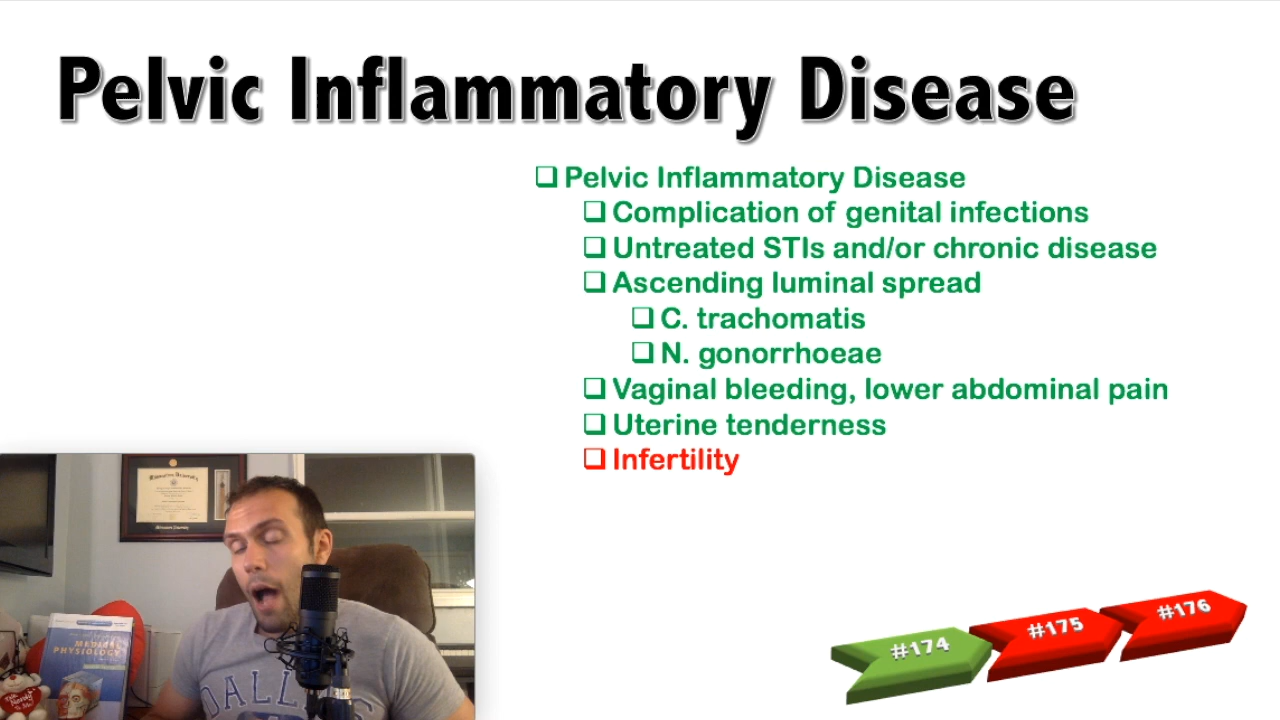 Pelvic Inflammatory Disease
❑ Pelvic Inflammatory Disease
❑ Complication of genital infections
❑ Untreated STIs and/or chronic disease
❑ Ascending luminal spread
❑ C. trachomatis
❑ N. gonorrhoeae
❑ Vaginal bleeding, lower abdominal pain
❑ Uterine tenderness
❑ Infertility
#174
#175
#176
MEDICAL
PHYSIOLOGY
DALL